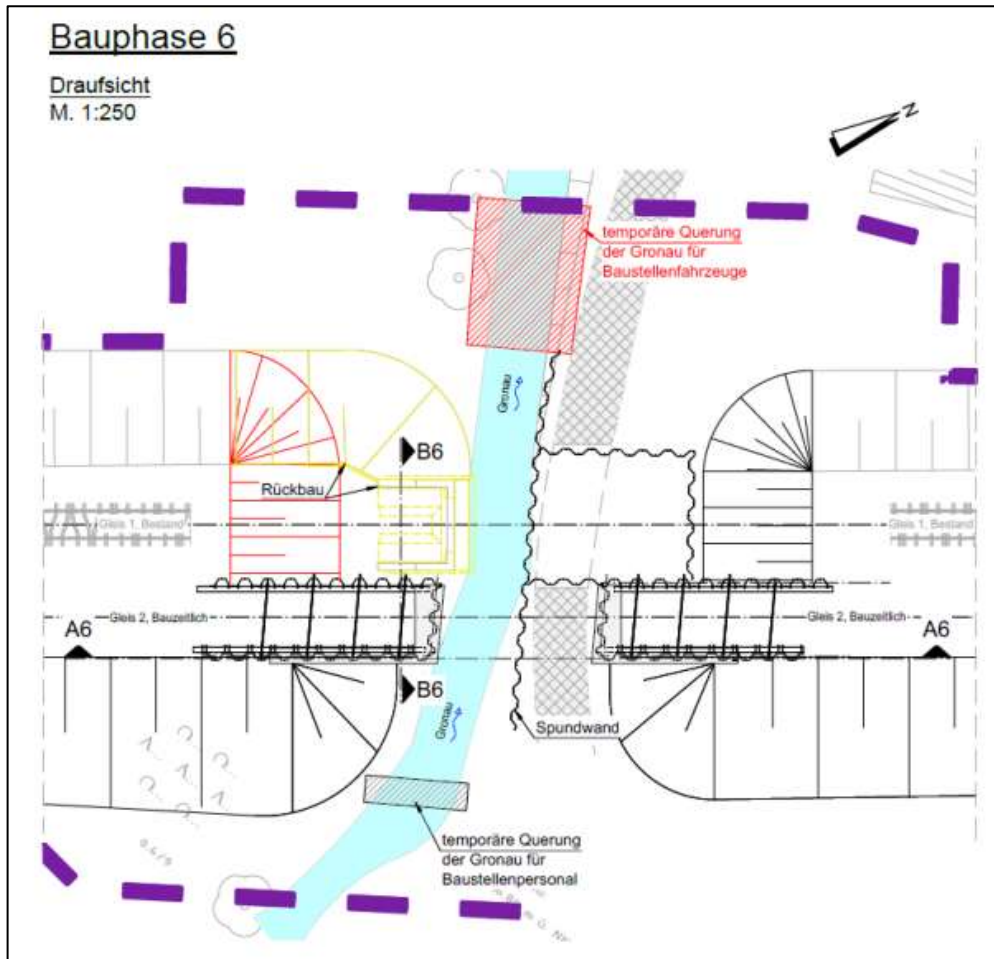 Bauphase 6
Draufsicht
M. 1:250
N
temporäre Querung
der Gronau für
Baustellenfahrzeuge
Gronau
B6
Rückbau
Gleis 1, Bestand
Gleis 1, Bestand
Gleis 2, Bauzeitlich
Gleis 2, Bauzeitlich
A6
A6
B6
Gronau
Spundwand
temporäre Querung
der Gronau für
Baustellenpersonal